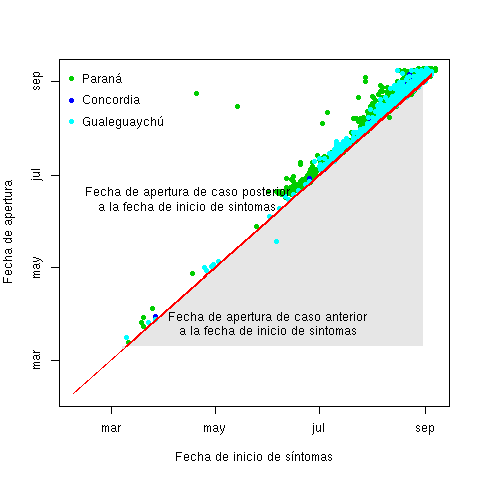 Paraná
Concordia
Gualeguaychú
Fecha de apertura de caso posterior
a la fecha de inicio de sintomas
Fecha de apertura de caso anterior
a la fecha de inicio de sintomas
sep
jul
may
mar
Fecha de apertura
mar may jul sep
Fecha de inicio de síntomas